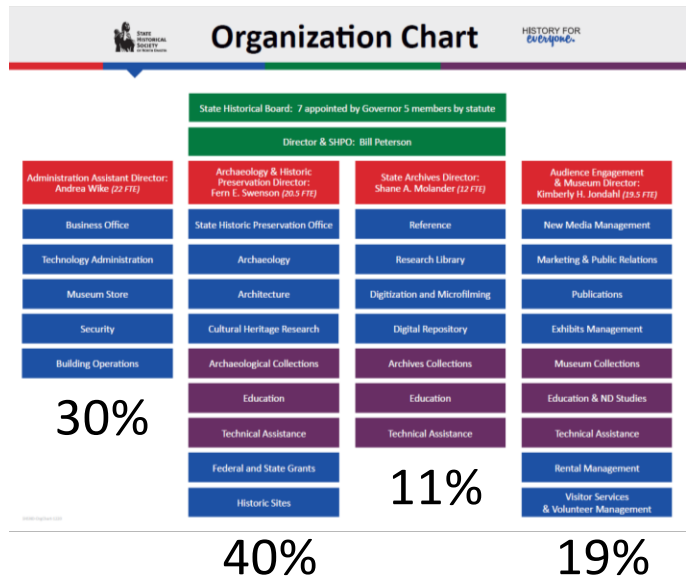 STATE
HISTORICAL
SOCIETY
OF NORTH DAKOTA
Organization Chart
HISTORY FOR
everyone.
State Historical Board: 7 appointed by Governor 5 members by statute
Director & SHPO: Bill Peterson
Administration Assistant Director:
Andrea Wike (22 FTE)
Business Office
Technology Administration
Museum Store
Security
Building Operations
30%
Archaeology & Historic
Preservation Director:
Fern E. Swenson (20.5 FTE)
State Historic Preservation Office
Archaeology
Architecture
Cultural Heritage Research
Archaeological Collections
Education
Technical Assistance
Federal and State Grants
Historic Sites
40%
State Archives Director:
Shane A. Molander (12 FTE)
Reference
Research Library
Digitization and Microfilming
Digital Repository
Archives Collections
Education
Technical Assistance
11%
Audience Engagement
& Museum Director:
Kimberly H. Jondahl (19.5 FTE)
New Media Management
Marketing & Public Relations
Publications
Exhibits Management
Museum Collections
Education & ND Studies
Technical Assistance
Rental Management
Visitor Services
& Volunteer Management
19%